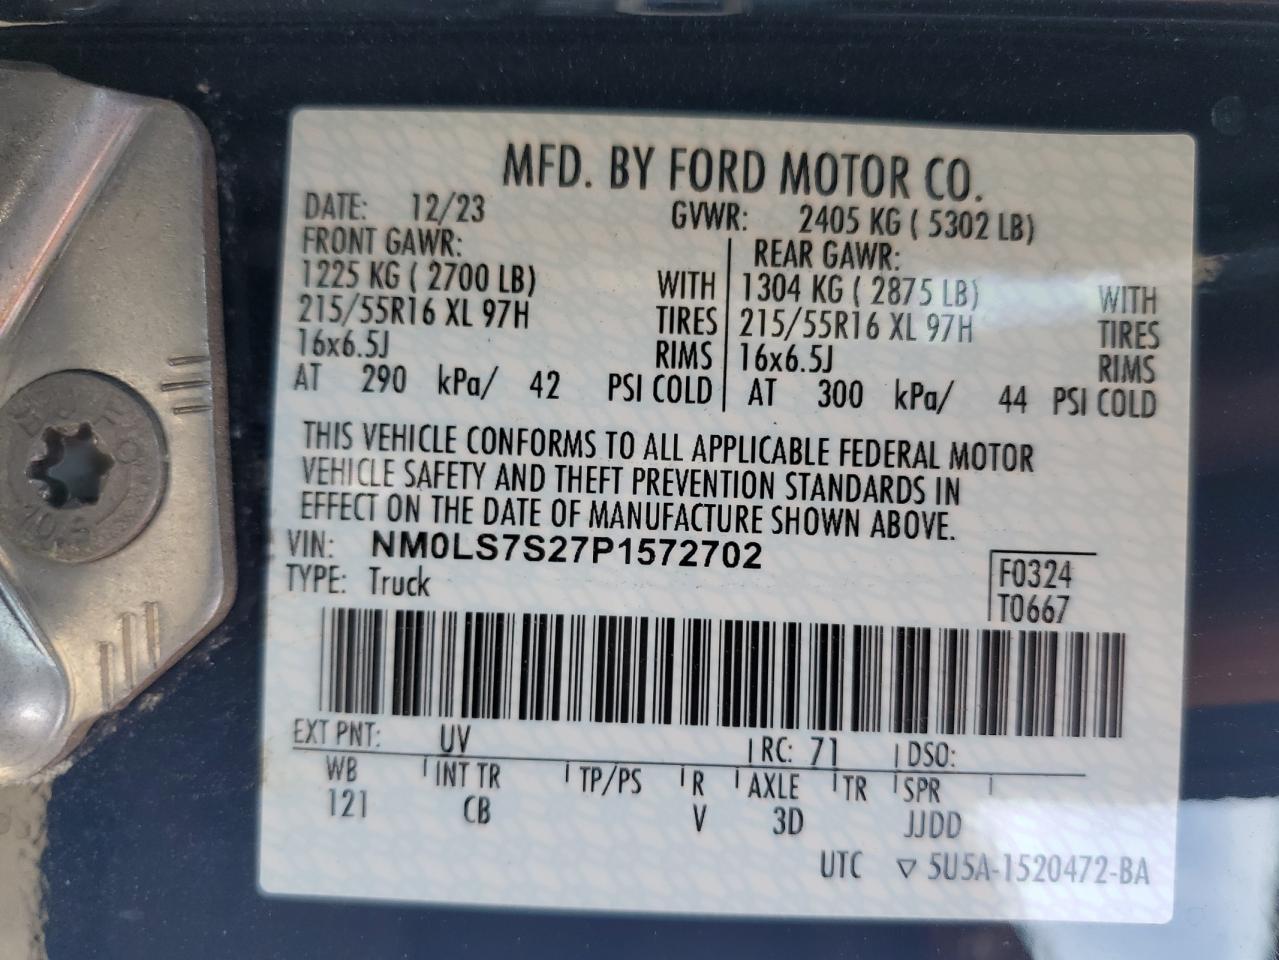 MFD. BY FORD MOTOR CO.
DATE: 12/23 GVWR: 2405 KG ( 5302 LB)
FRONT GAWR: REAR GAWR:
1225 KG ( 2700 LB) WITH 1304 KG ( 2875 LB) WITH
215/55R16 XL 97H TIRES 215/55R16 XL 97H TIRES
16x6.5J RIMS 16x6.5J RIMS
AT 290 kPa/ 42 PSI COLD AT 300 kPa/ 44 PSI COLD
THIS VEHICLE CONFORMS TO ALL APPLICABLE FEDERAL MOTOR
VEHICLE SAFETY AND THEFT PREVENTION STANDARDS IN
EFFECT ON THE DATE OF MANUFACTURE SHOWN ABOVE.
VIN: NM0LS7S27P1572702
TYPE: Truck
F0324
T0667
EXT PNT: UV RC: 71 DSO:
WB INT TR TP/PS R AXLE TR SPR
121 CB V 3D JJDD
UTC ▽ 5U5A-1520472-BA